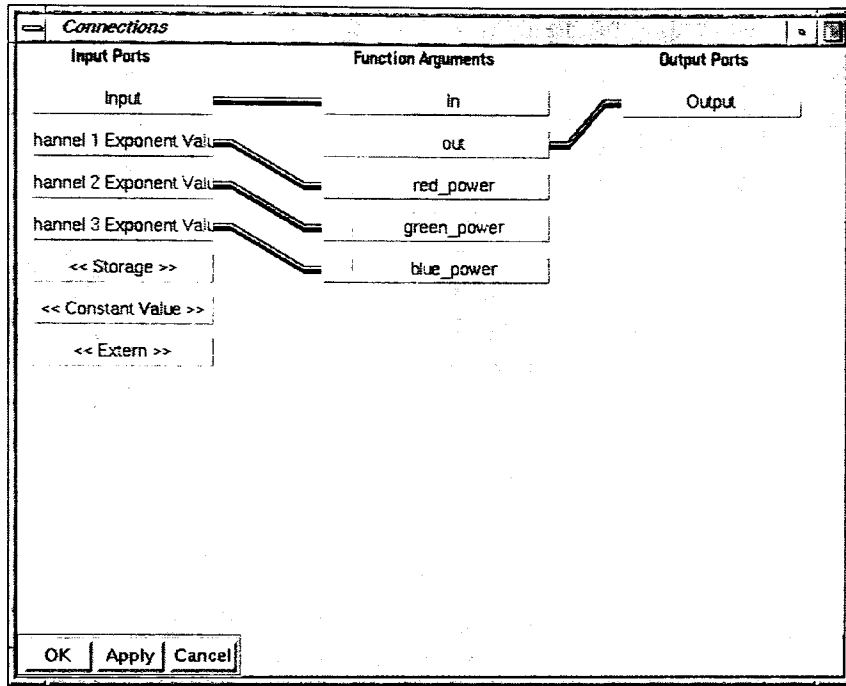 Connections
Input Ports Function Arguments Output Ports
Input in Output
hannel 1 Exponent Valu out
hannel 2 Exponent Valu red_power
hannel 3 Exponent Valu green_power
<< Storage >> blue_power
<< Constant Value >>
<< Extern >>
OK Apply Cancel